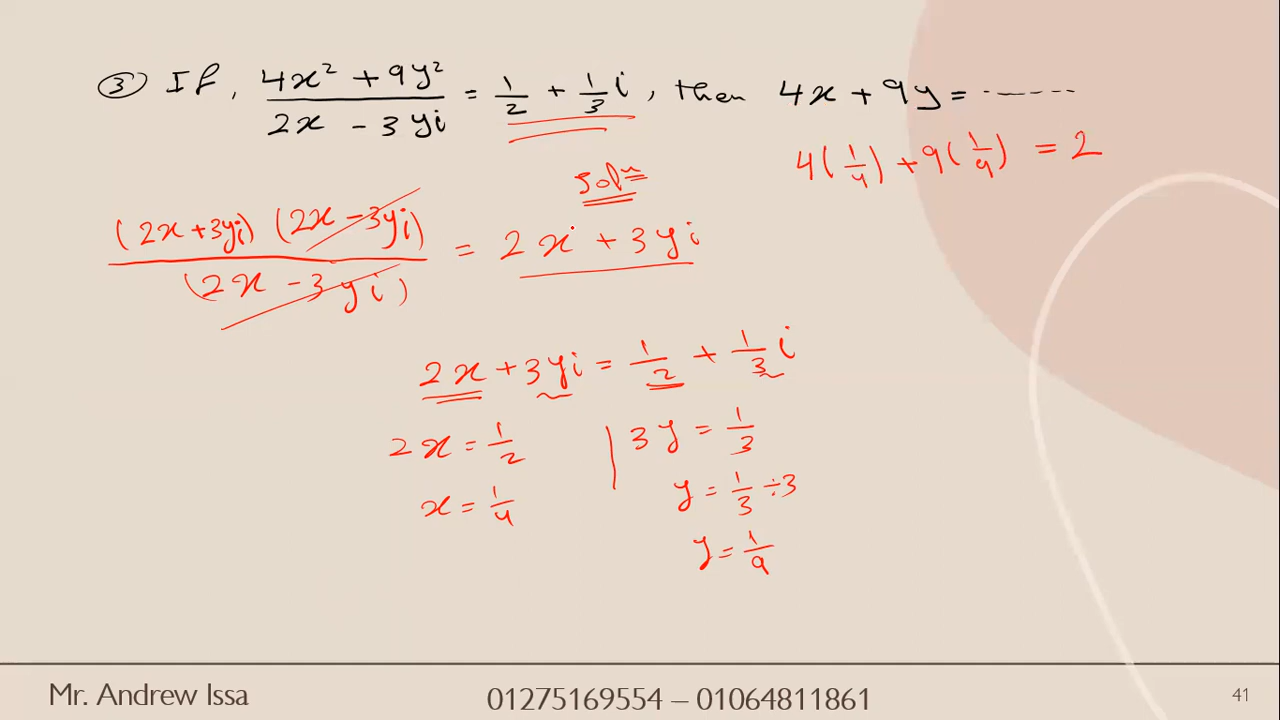 ③ If, (4x² + 9y²)/(2x - 3yi) = 1/2 + 1/3 i, then 4x + 9y = ------
4(1/4) + 9(1/9) = 2
Solⁿ
(2x + 3yi) (2x - 3yi) / (2x - 3yi) = 2x + 3yi
2x + 3yi = 1/2 + 1/3 i
2x = 1/2 | 3y = 1/3
x = 1/4 y = 1/3 ÷ 3
y = 1/9
Mr. Andrew Issa 01275169554 – 01064811861 41